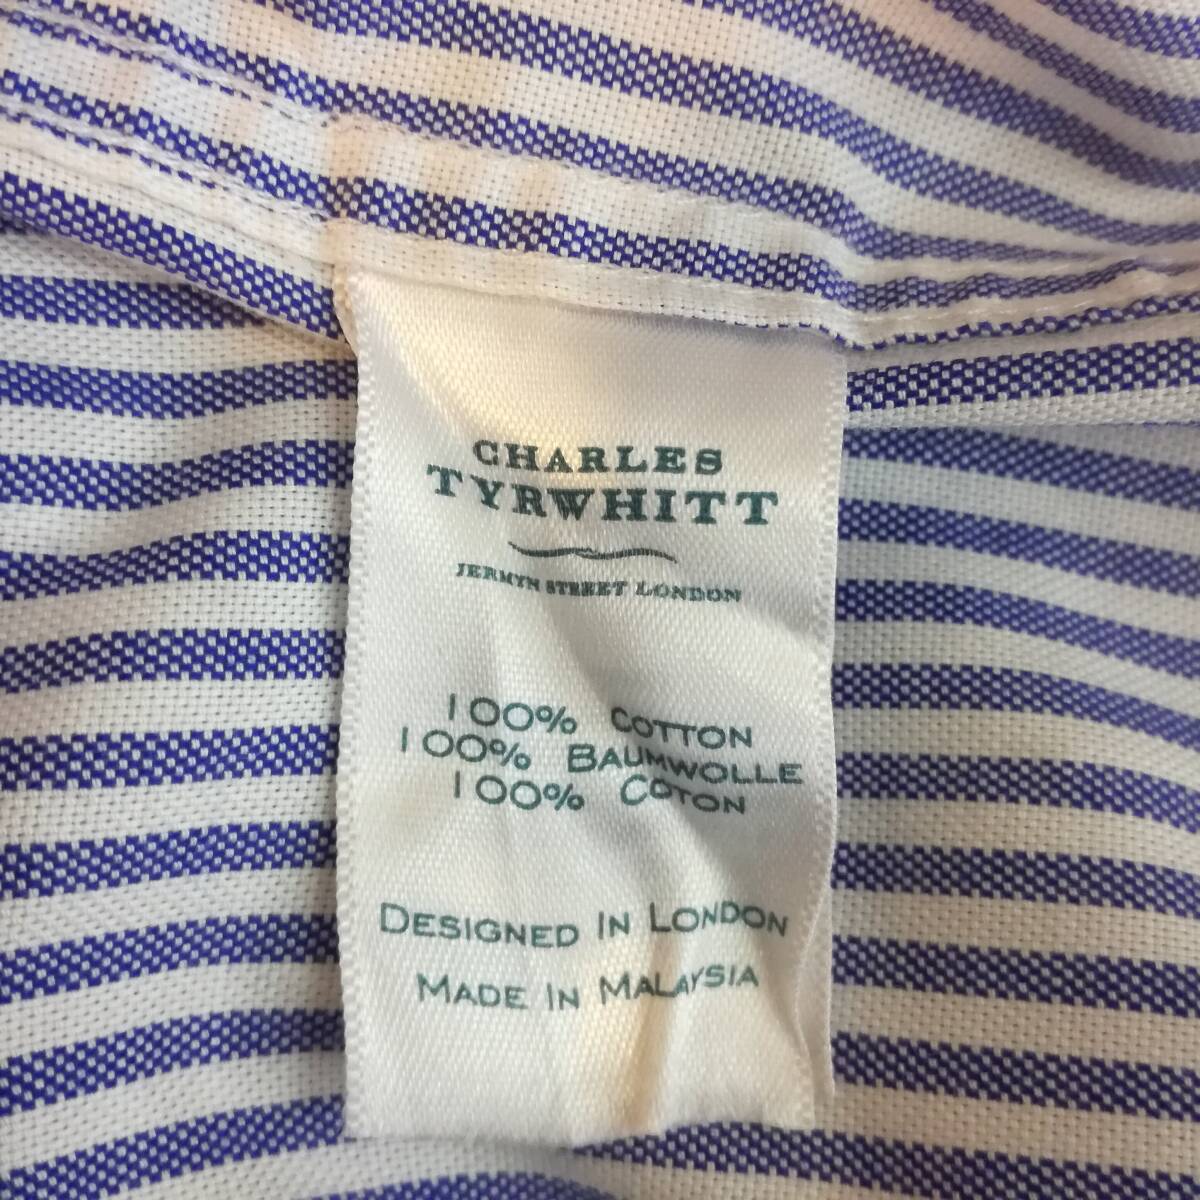 CHARLES
TYRWHITT
JERMYN STREET LONDON
100% COTTON
100% BAUMWOLLE
100% COTON
DESIGNED IN LONDON
MADE IN MALAYSIA